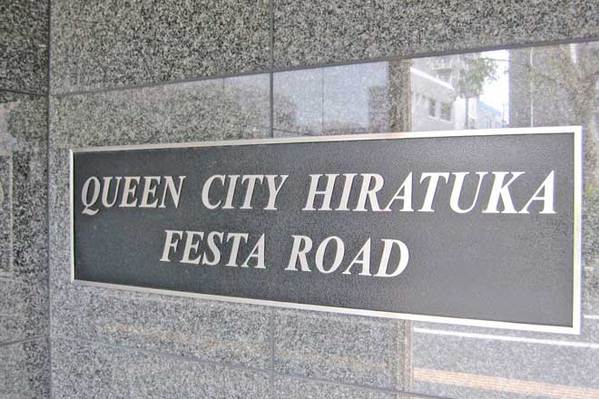 QUEEN CITY HIRATUKA
FESTA ROAD